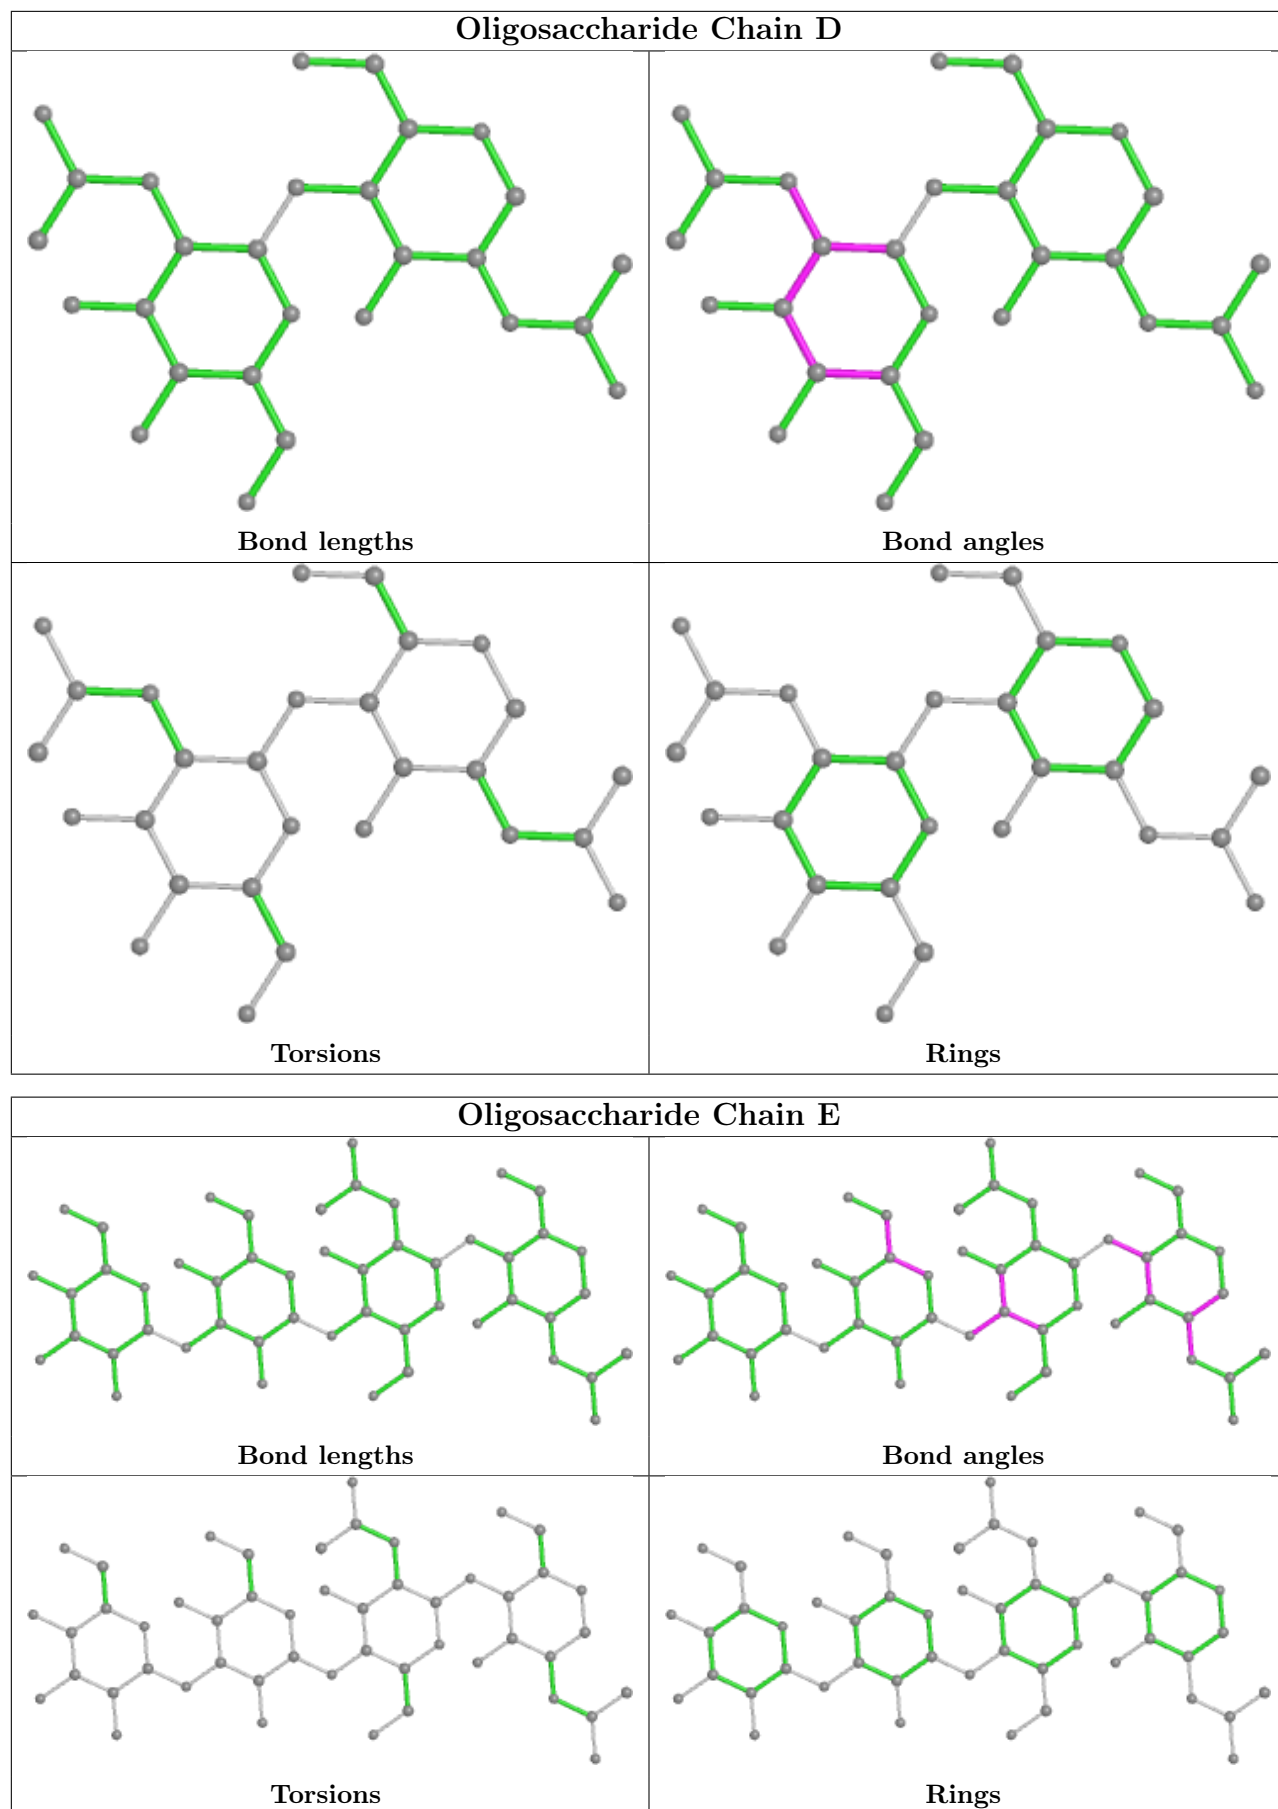 Oligosaccharide Chain D
Bond lengths
Bond angles
Torsions
Rings
Oligosaccharide Chain E
Bond lengths
Bond angles
Torsions
Rings